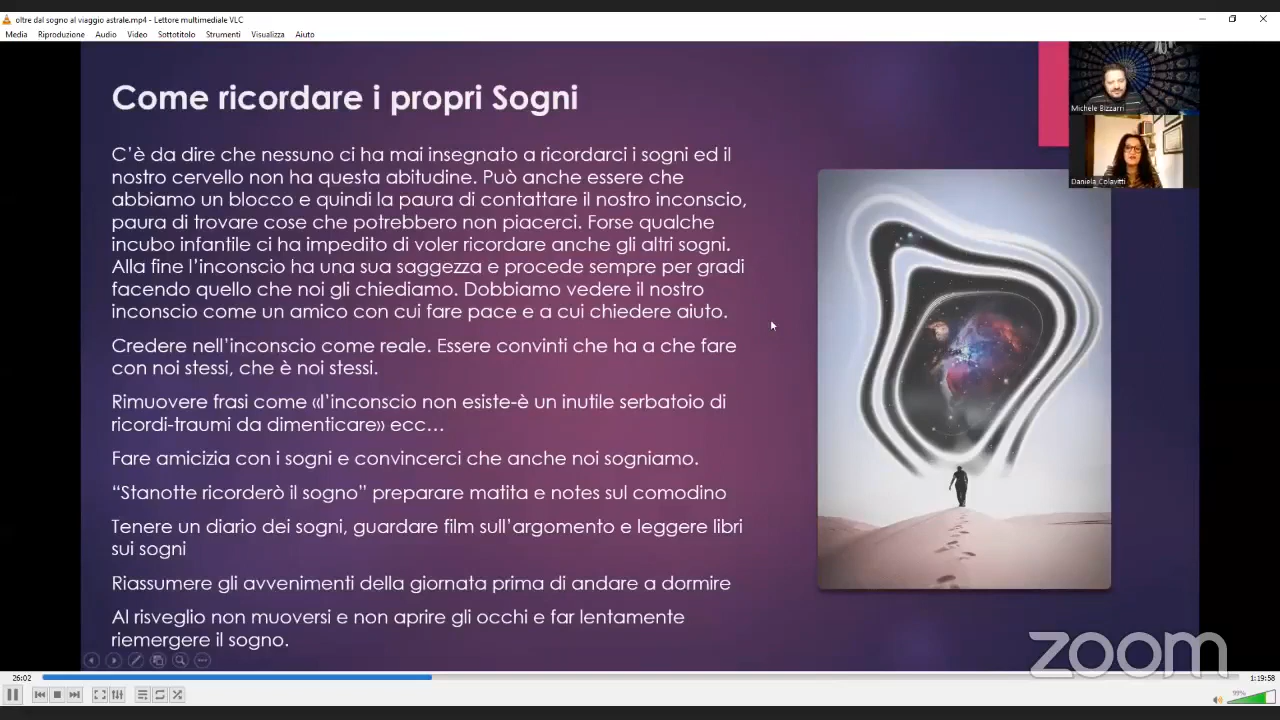 oltre dal sogno al viaggio astrale.mp4 - Lettore multimediale VLC
Media Riproduzione Audio Video Sottotitolo Strumenti Visualizza Aiuto
Come ricordare i propri Sogni
Michele Bizzarri
Daniela Colavitti
C’è da dire che nessuno ci ha mai insegnato a ricordarci i sogni ed il
nostro cervello non ha questa abitudine. Può anche essere che
abbiamo un blocco e quindi la paura di contattare il nostro inconscio,
paura di trovare cose che potrebbero non piacerci. Forse qualche
incubo infantile ci ha impedito di voler ricordare anche gli altri sogni.
Alla fine l’inconscio ha una sua saggezza e procede sempre per gradi
facendo quello che noi gli chiediamo. Dobbiamo vedere il nostro
inconscio come un amico con cui fare pace e a cui chiedere aiuto.
Credere nell’inconscio come reale. Essere convinti che ha a che fare
con noi stessi, che è noi stessi.
Rimuovere frasi come «l’inconscio non esiste-è un inutile serbatoio di
ricordi-traumi da dimenticare» ecc…
Fare amicizia con i sogni e convincerci che anche noi sogniamo.
“Stanotte ricorderò il sogno” preparare matita e notes sul comodino
Tenere un diario dei sogni, guardare film sull’argomento e leggere libri
sui sogni
Riassumere gli avvenimenti della giornata prima di andare a dormire
Al risveglio non muoversi e non aprire gli occhi e far lentamente
riemergere il sogno.
zoom
26:02 1:19:58
99%